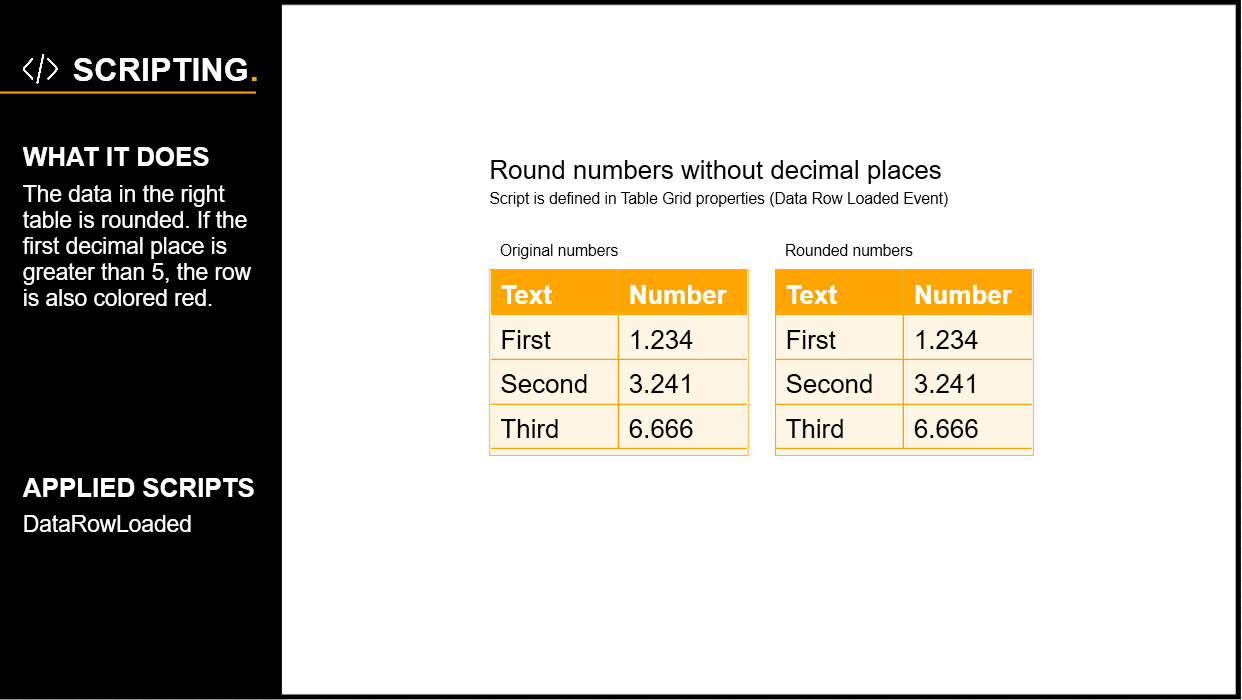 </> SCRIPTING.
WHAT IT DOES
The data in the right
table is rounded. If the
first decimal place is
greater than 5, the row
is also colored red.
APPLIED SCRIPTS
DataRowLoaded
Round numbers without decimal places
Script is defined in Table Grid properties (Data Row Loaded Event)
Original numbers
Text Number
First 1.234
Second 3.241
Third 6.666
Rounded numbers
Text Number
First 1.234
Second 3.241
Third 6.666